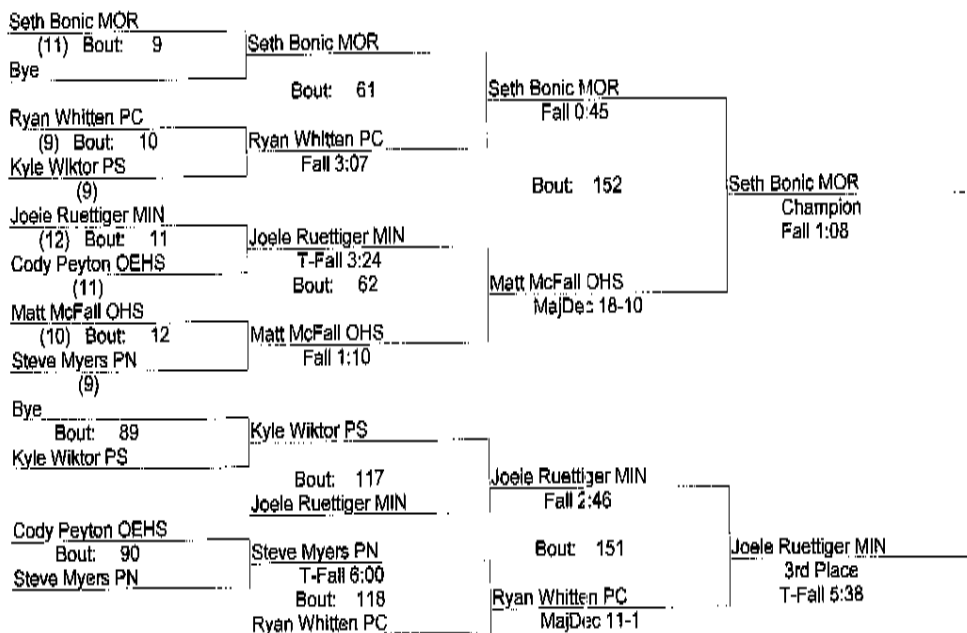 Seth Bonic MOR
(11) Bout: 9
Bye
Seth Bonic MOR
Bout: 61
Ryan Whitten PC
(9) Bout: 10
Kyle Wiktor PS
(9)
Ryan Whitten PC
Fall 3:07
Seth Bonic MOR
Fall 0:45
Bout: 152
Joeie Ruettiger MIN
(12) Bout: 11
Cody Peyton OEHS
(11)
Joeie Ruettiger MIN
T-Fall 3:24
Bout: 62
Matt McFall OHS
(10) Bout: 12
Steve Myers PN
(9)
Matt McFall OHS
Fall 1:10
Matt McFall OHS
MajDec 18-10
Seth Bonic MOR
Champion
Fall 1:08
Bye
Bout: 89
Kyle Wiktor PS
Kyle Wiktor PS
Bout: 117
Joeie Ruettiger MIN
Joeie Ruettiger MIN
Fall 2:46
Bout: 151
Cody Peyton OEHS
Bout: 90
Steve Myers PN
Steve Myers PN
T-Fall 6:00
Bout: 118
Ryan Whitten PC
Ryan Whitten PC
MajDec 11-1
Joeie Ruettiger MIN
3rd Place
T-Fall 5:38